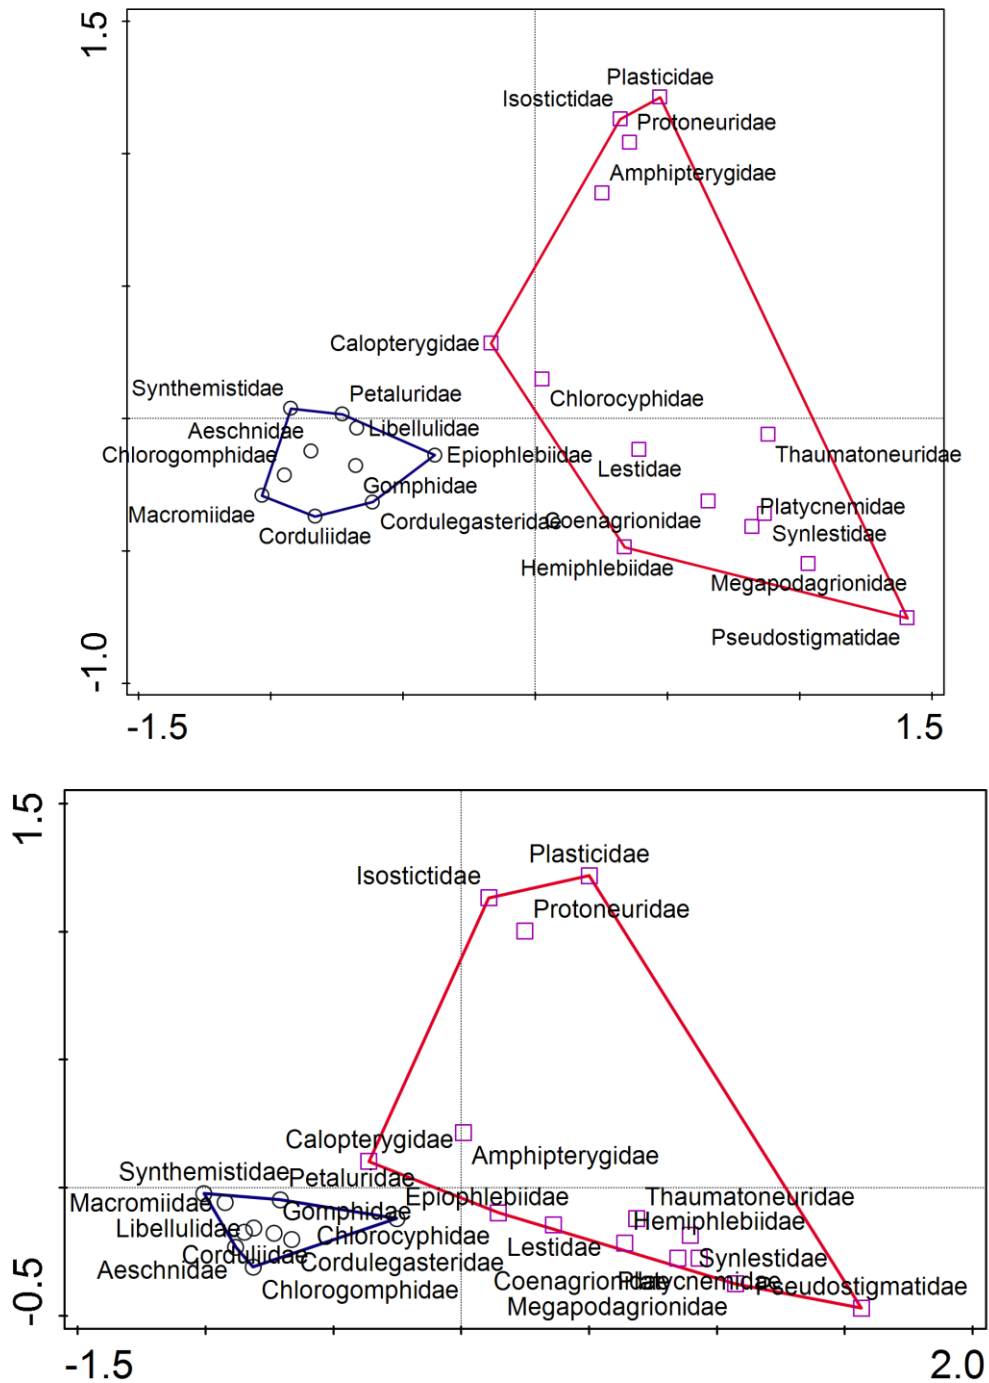 1.5
Plasticidae
Isostictidae
Protoneuridae
Amphipterygidae
Calopterygidae
Synthemistidae
Petaluridae
Chlorocyphidae
Aeschnidae
Libellulidae
Chlorogomphidae
Epiophlebiidae
Thaumatoneuridae
Lestidae
Gomphidae
Macromiidae
Cordulegasteridae
Coenagrionidae
Platycnemidae
Corduliidae
Synlestidae
Hemiphlebiidae
Megapodagrionidae
Pseudostigmatidae
-1.0
-1.5
1.5
1.5
Plasticidae
Isostictidae
Protoneuridae
Calopterygidae
Amphipterygidae
Synthemistidae
Petaluridae
Macromiidae
Epiophlebiidae
Thaumatoneuridae
Gomphidae
Hemiphlebiidae
Libellulidae
Chlorocyphidae
Lestidae
Corduliidae
Cordulegasteridae
Synlestidae
Aeschnidae
Chlorogomphidae
Coenagrionidae
Platycnemidae
Pseudostigmatidae
Megapodagrionidae
-0.5
-1.5
2.0